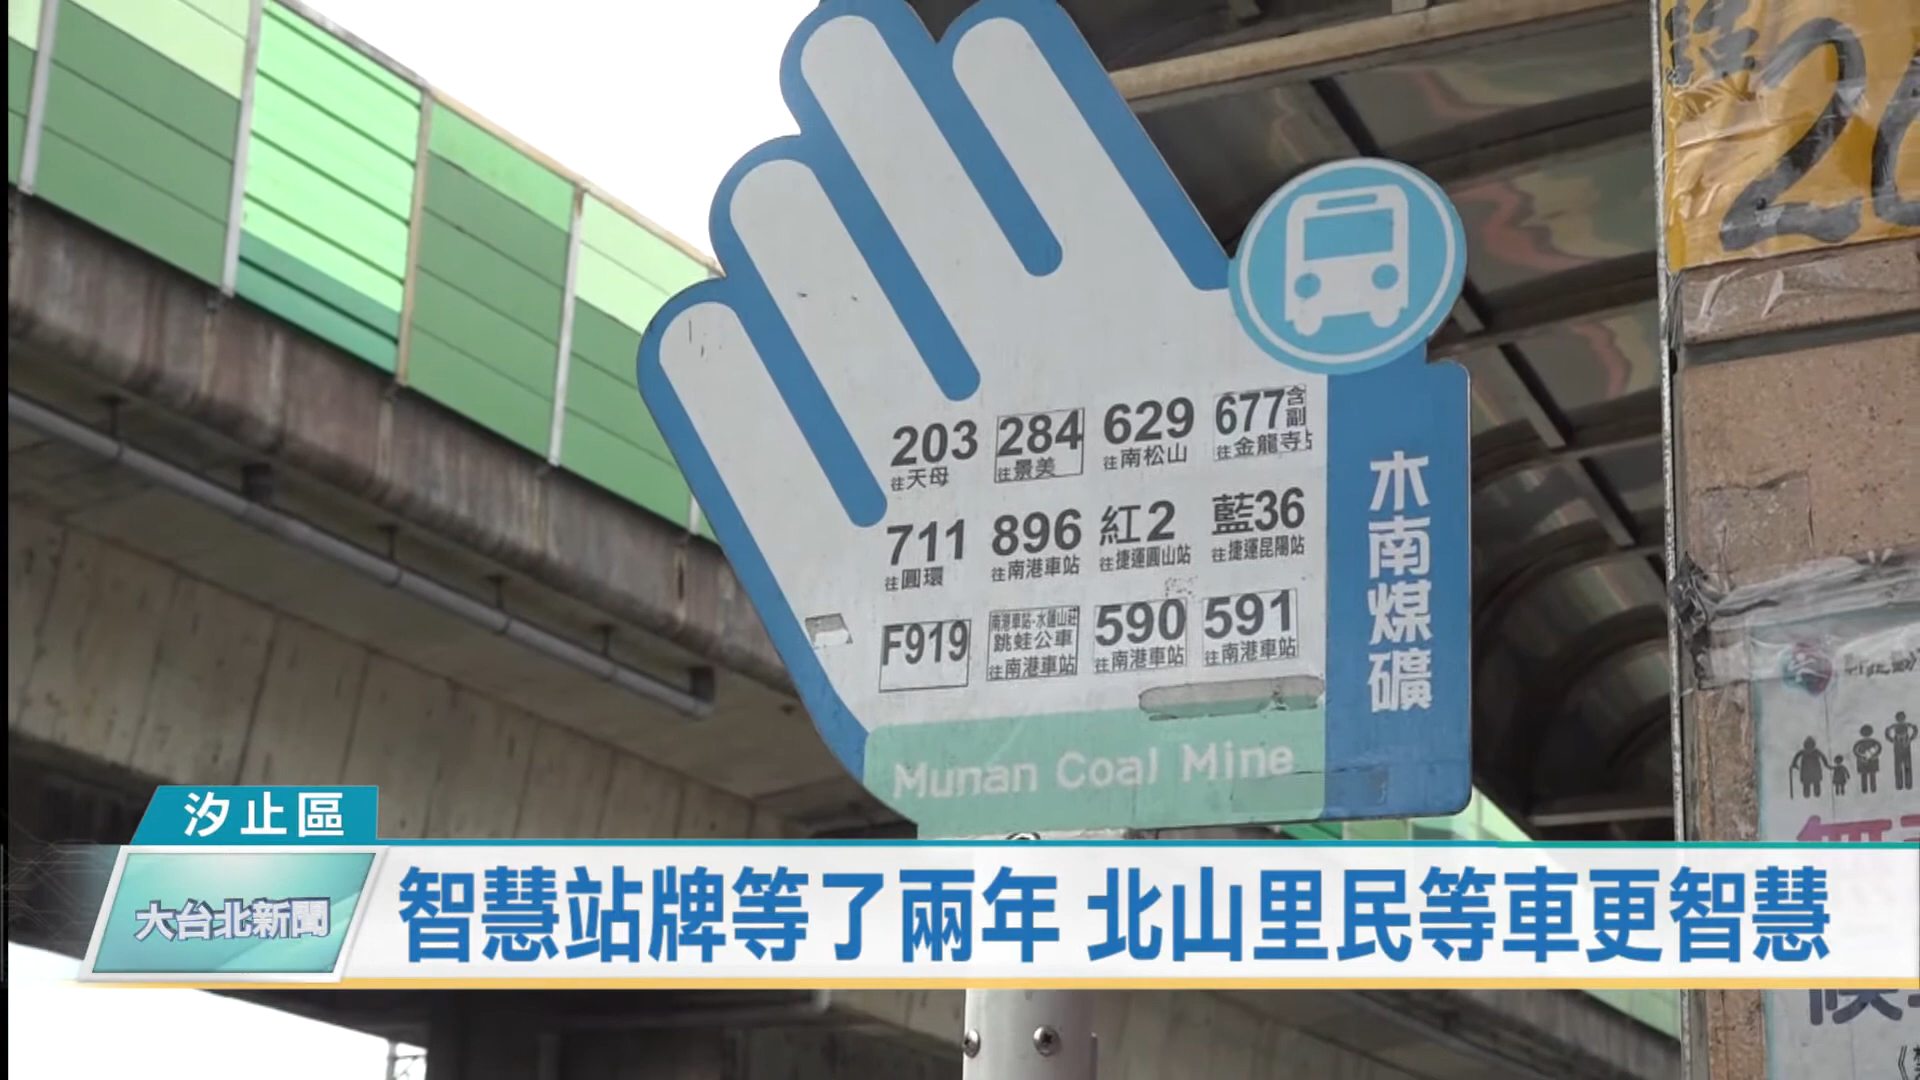 203
往天母
284
往景美
629
往南松山
677含副站
往金龍寺
711
往圓環
896
往南港車站
紅2
往捷運圓山站
藍36
往捷運昆陽站
F919
南港車站-水蓮山莊
跳蛙公車
往南港車站
590
往南港車站
591
往南港車站
木南煤礦
Munan Coal Mine
汐止區
大台北新聞
智慧站牌等了兩年 北山里民等車更智慧